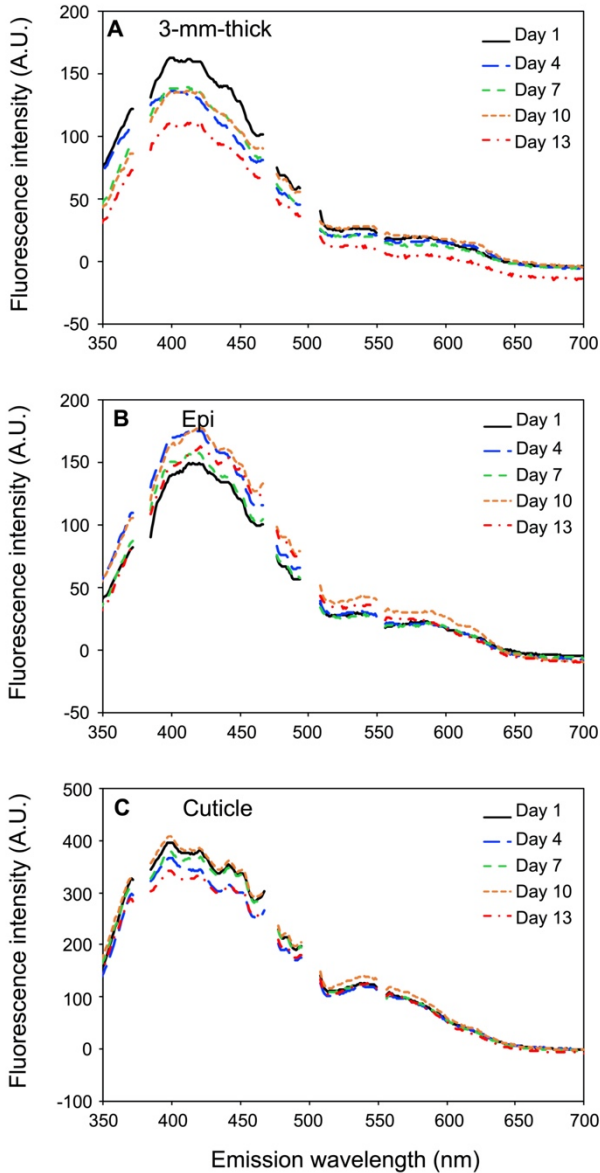 A 3-mm-thick
Fluorescence intensity (A.U.)
200
150
100
50
0
-50
350 400 450 500 550 600 650 700
Day 1
Day 4
Day 7
Day 10
Day 13
B Epi
Fluorescence intensity (A.U.)
200
150
100
50
0
-50
350 400 450 500 550 600 650 700
Day 1
Day 4
Day 7
Day 10
Day 13
C Cuticle
Fluorescence intensity (A.U.)
500
400
300
200
100
0
-100
350 400 450 500 550 600 650 700
Day 1
Day 4
Day 7
Day 10
Day 13
Emission wavelength (nm)